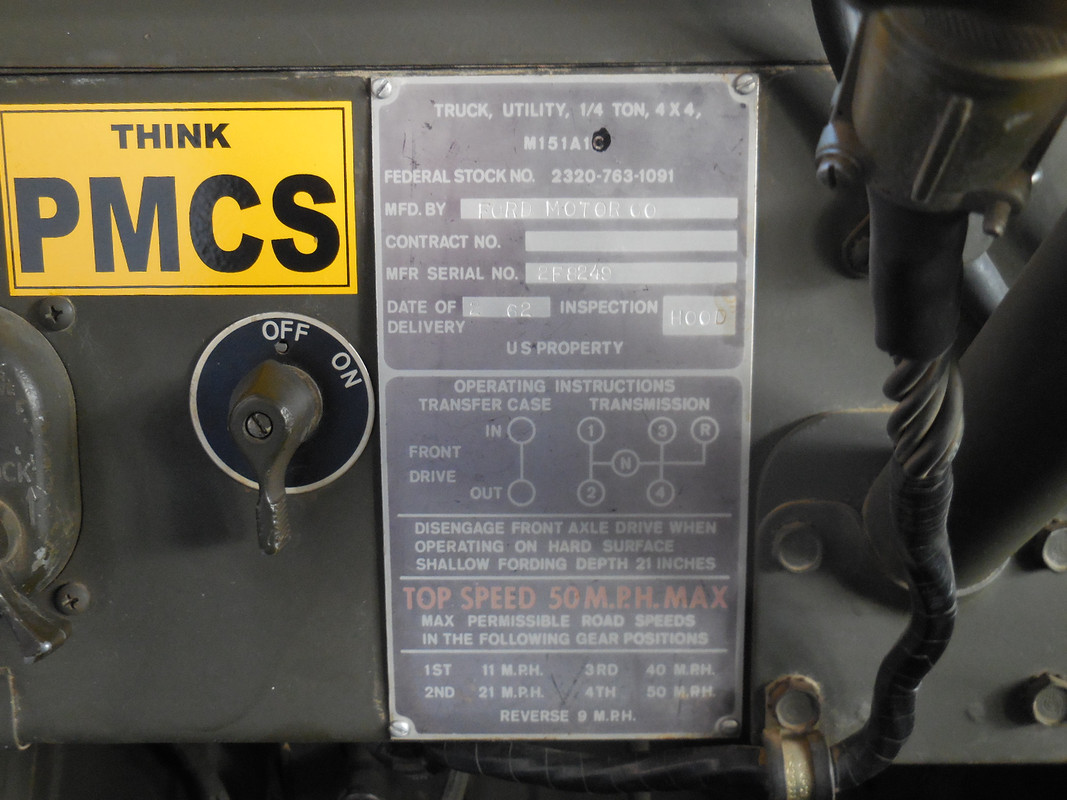 THINK
PMCS
OFF
ON
OCK
TRUCK, UTILITY, 1/4 TON, 4X4,
M151A1C
FEDERAL STOCK NO. 2320-763-1091
MFD. BY FORD MOTOR CO
CONTRACT NO.
MFR SERIAL NO. 2F8249
DATE OF DELIVERY 62 INSPECTION HOOD
US PROPERTY
OPERATING INSTRUCTIONS
TRANSFER CASE TRANSMISSION
IN 1 3 R
FRONT
N
DRIVE
OUT 2 4
DISENGAGE FRONT AXLE DRIVE WHEN
OPERATING ON HARD SURFACE
SHALLOW FORDING DEPTH 21 INCHES
TOP SPEED 50 M.P.H. MAX
MAX PERMISSIBLE ROAD SPEEDS
IN THE FOLLOWING GEAR POSITIONS
1ST 11 M.P.H. 3RD 40 M.P.H.
2ND 21 M.P.H. 4TH 50 M.P.H.
REVERSE 9 M.P.H.